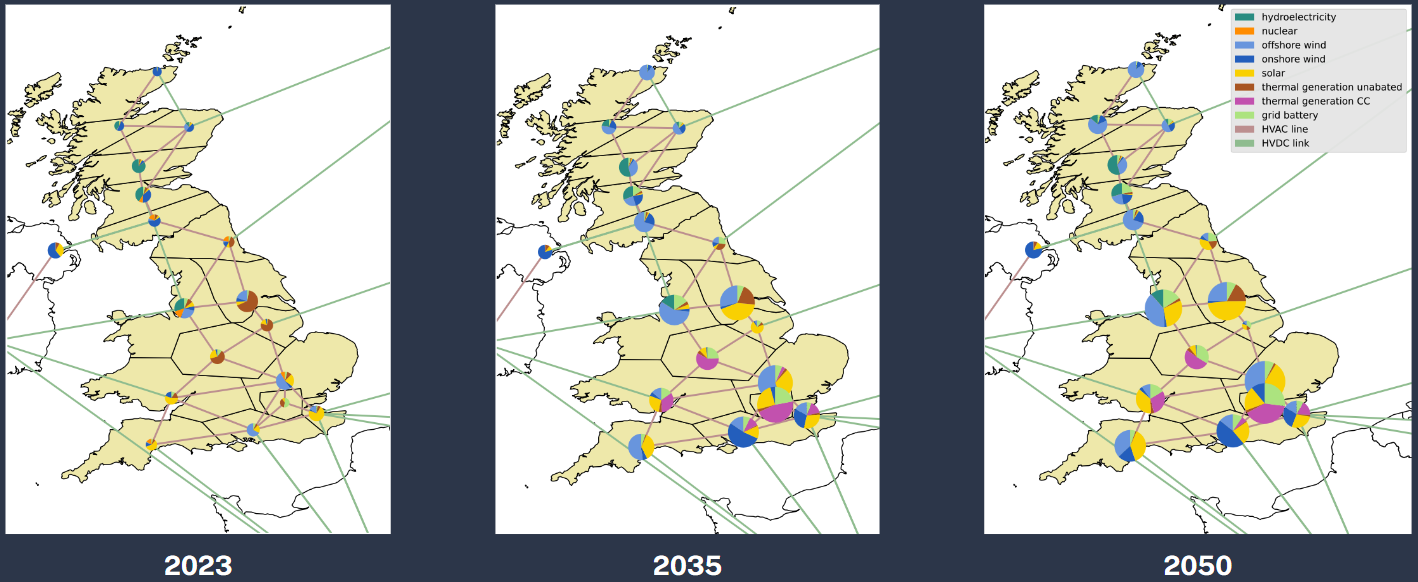 hydroelectricity
nuclear
offshore wind
onshore wind
solar
thermal generation unabated
thermal generation CC
grid battery
HVAC line
HVDC link
2023
2035
2050